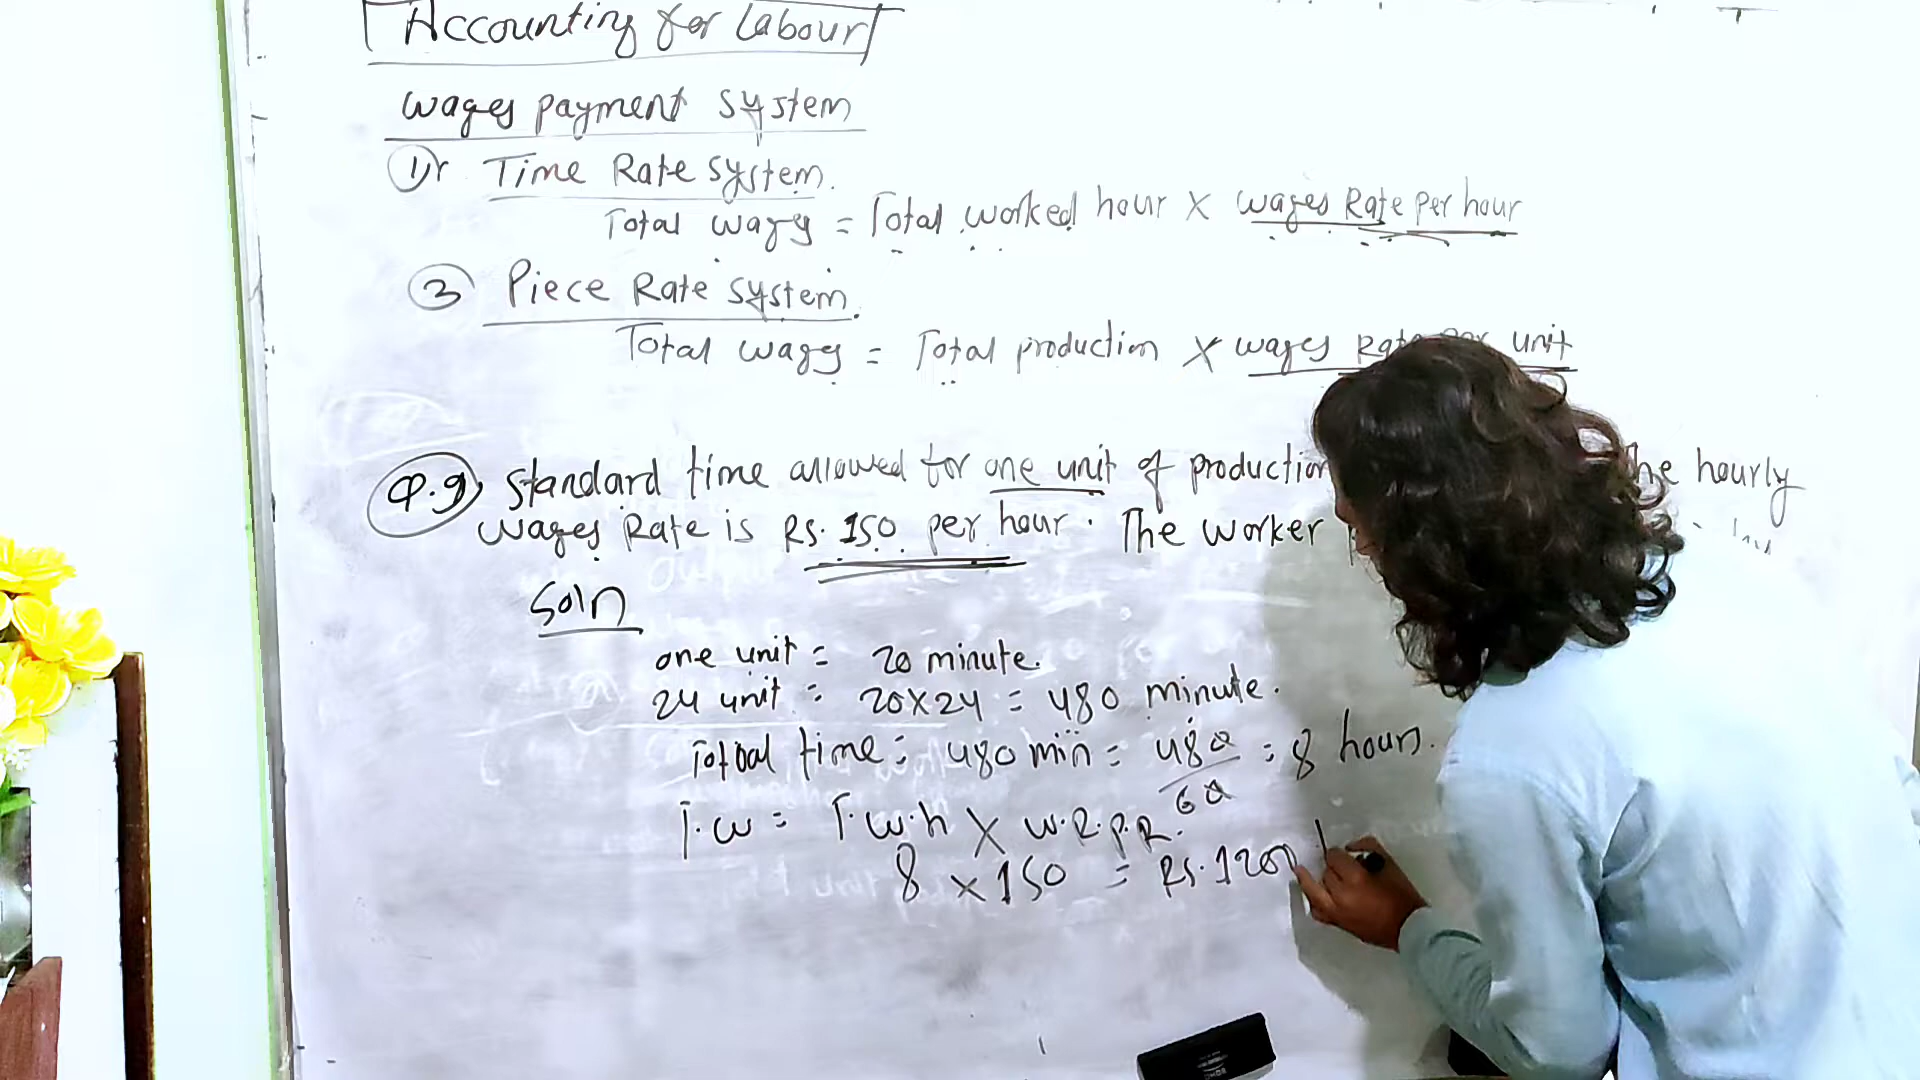 Accounting for Labour
wages payment system
1) Time Rate system.
Total wages = Total worked hour X wages Rate per hour
2 Piece Rate system.
Total wages = Total production X wages Rate per unit
Q.9) standard time allowed for one unit of production The hourly
wages Rate is Rs. 150 per hour. The worker
Soln
one unit = 20 minute.
24 unit = 20X24 = 480 minute.
Total time = 480 min = 480/60 = 8 hours.
T.w = T.w.h X w.R.p.R.
8 x 150 = Rs. 1200